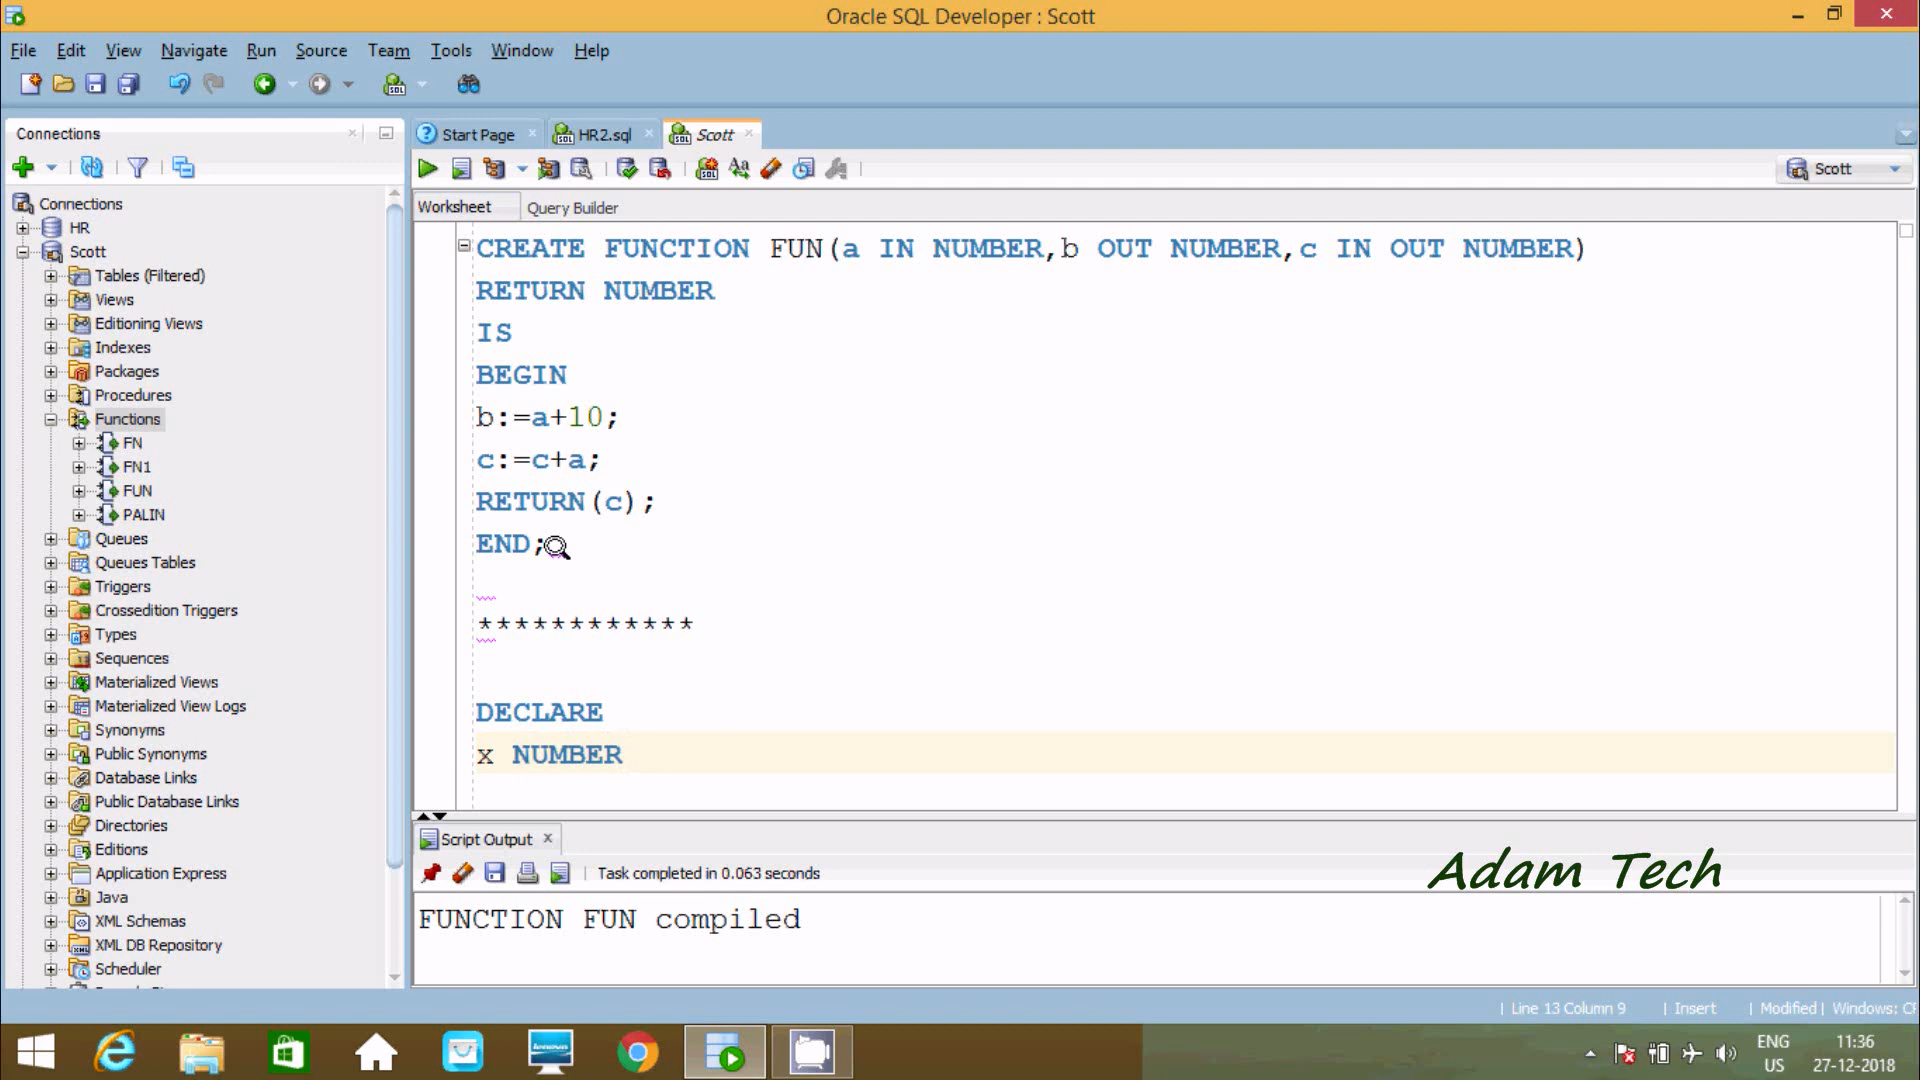 Oracle SQL Developer : Scott
File Edit View Navigate Run Source Team Tools Window Help
Connections
Start Page HR2.sql Scott
Scott
Worksheet Query Builder
Connections
HR
Scott
Tables (Filtered)
Views
Editioning Views
Indexes
Packages
Procedures
Functions
FN
FN1
FUN
PALIN
Queues
Queues Tables
Triggers
Crossedition Triggers
Types
Sequences
Materialized Views
Materialized View Logs
Synonyms
Public Synonyms
Database Links
Public Database Links
Directories
Editions
Application Express
Java
XML Schemas
XML DB Repository
Scheduler
CREATE FUNCTION FUN(a IN NUMBER,b OUT NUMBER,c IN OUT NUMBER)
RETURN NUMBER
IS
BEGIN
b:=a+10;
c:=c+a;
RETURN(c);
END;
************
DECLARE
x NUMBER
Script Output
Task completed in 0.063 seconds
FUNCTION FUN compiled
Adam Tech
Line 13 Column 9 | Insert | Modified | Windows:
ENG 11:36
US 27-12-2018